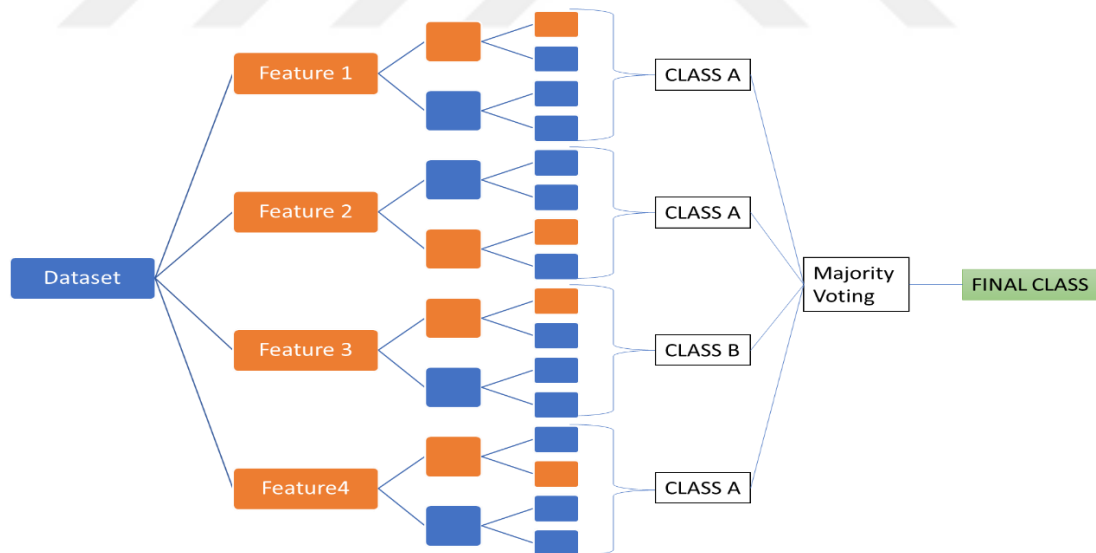 Feature 1
CLASS A
Feature 2
CLASS A
Dataset
Majority
Voting
FINAL CLASS
Feature 3
CLASS B
Feature4
CLASS A